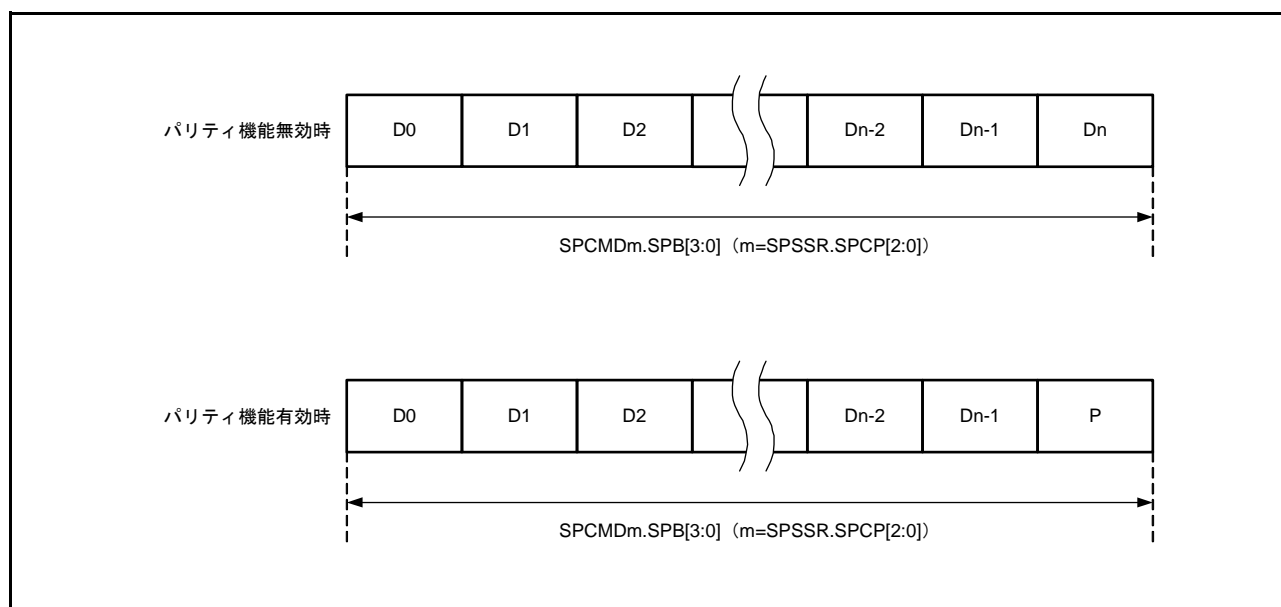 パリティ機能無効時 D0 D1 D2 Dn-2 Dn-1 Dn
SPCMDm.SPB[3:0]（m=SPSSR.SPCP[2:0]）
パリティ機能有効時 D0 D1 D2 Dn-2 Dn-1 P
SPCMDm.SPB[3:0]（m=SPSSR.SPCP[2:0]）